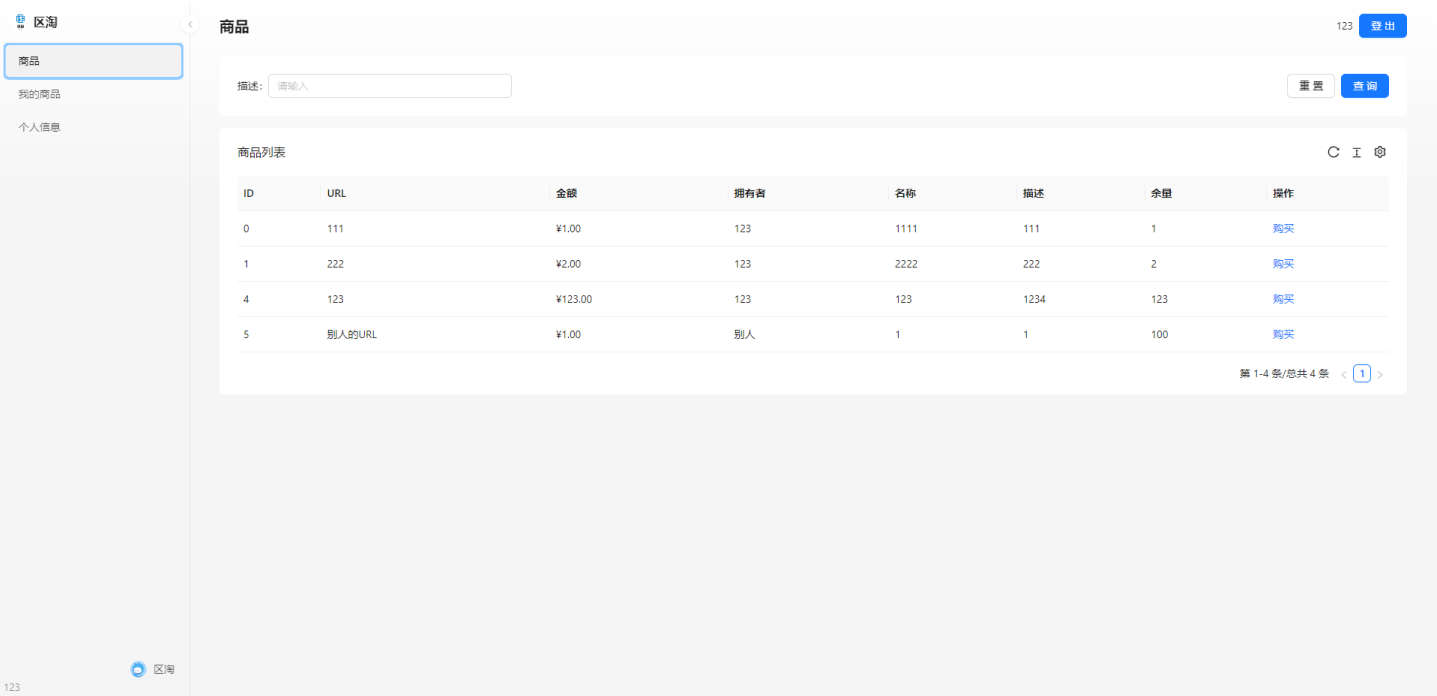 区淘
商品
我的商品
个人信息
商品
123 登出
描述: 请输入
重置 查询
商品列表
ID URL 金额 拥有者 名称 描述 余量 操作
0 111 ¥1.00 123 1111 111 1 购买
1 222 ¥2.00 123 2222 222 2 购买
4 123 ¥123.00 123 123 1234 123 购买
5 别人的URL ¥1.00 别人 1 1 100 购买
第 1-4 条/总共 4 条 < 1 >
区淘
123